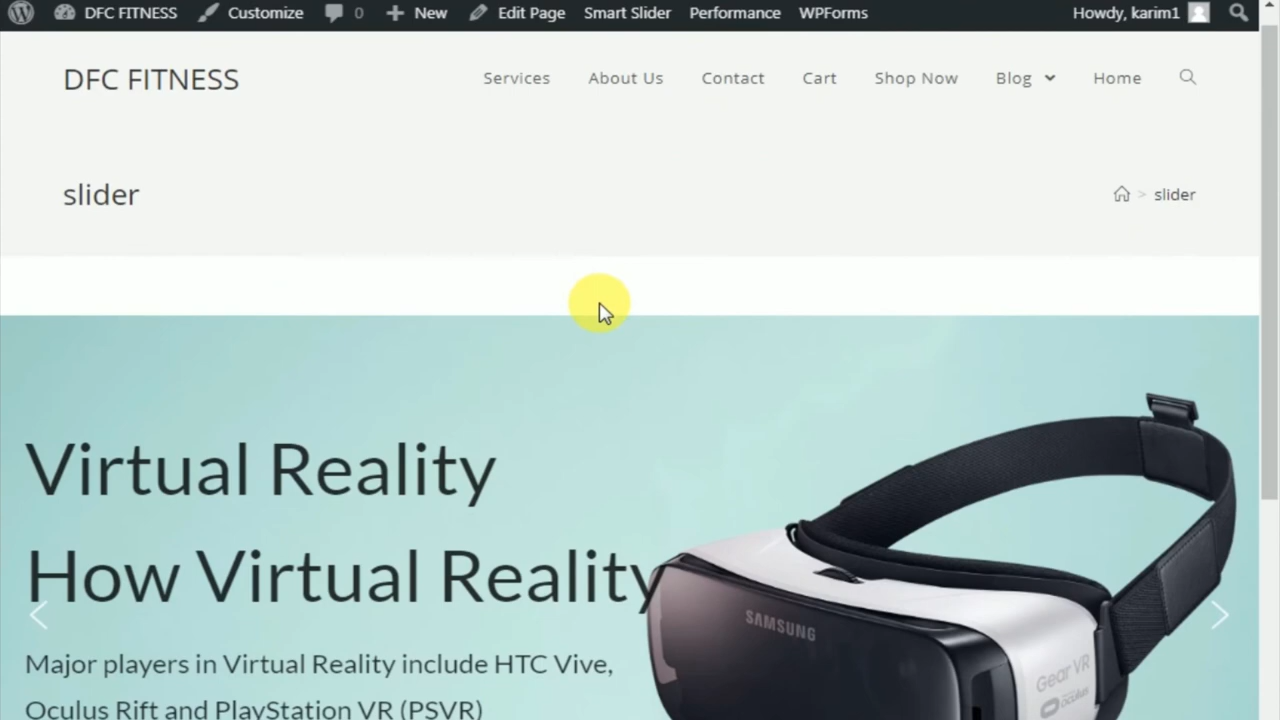 DFC FITNESS Customize 0 New Edit Page Smart Slider Performance WPForms Howdy, karim1
DFC FITNESS Services About Us Contact Cart Shop Now Blog Home
slider > slider
Virtual Reality
How Virtual Reality
SAMSUNG
Major players in Virtual Reality include HTC Vive,
Gear VR
oculus
Oculus Rift and PlayStation VR (PSVR)